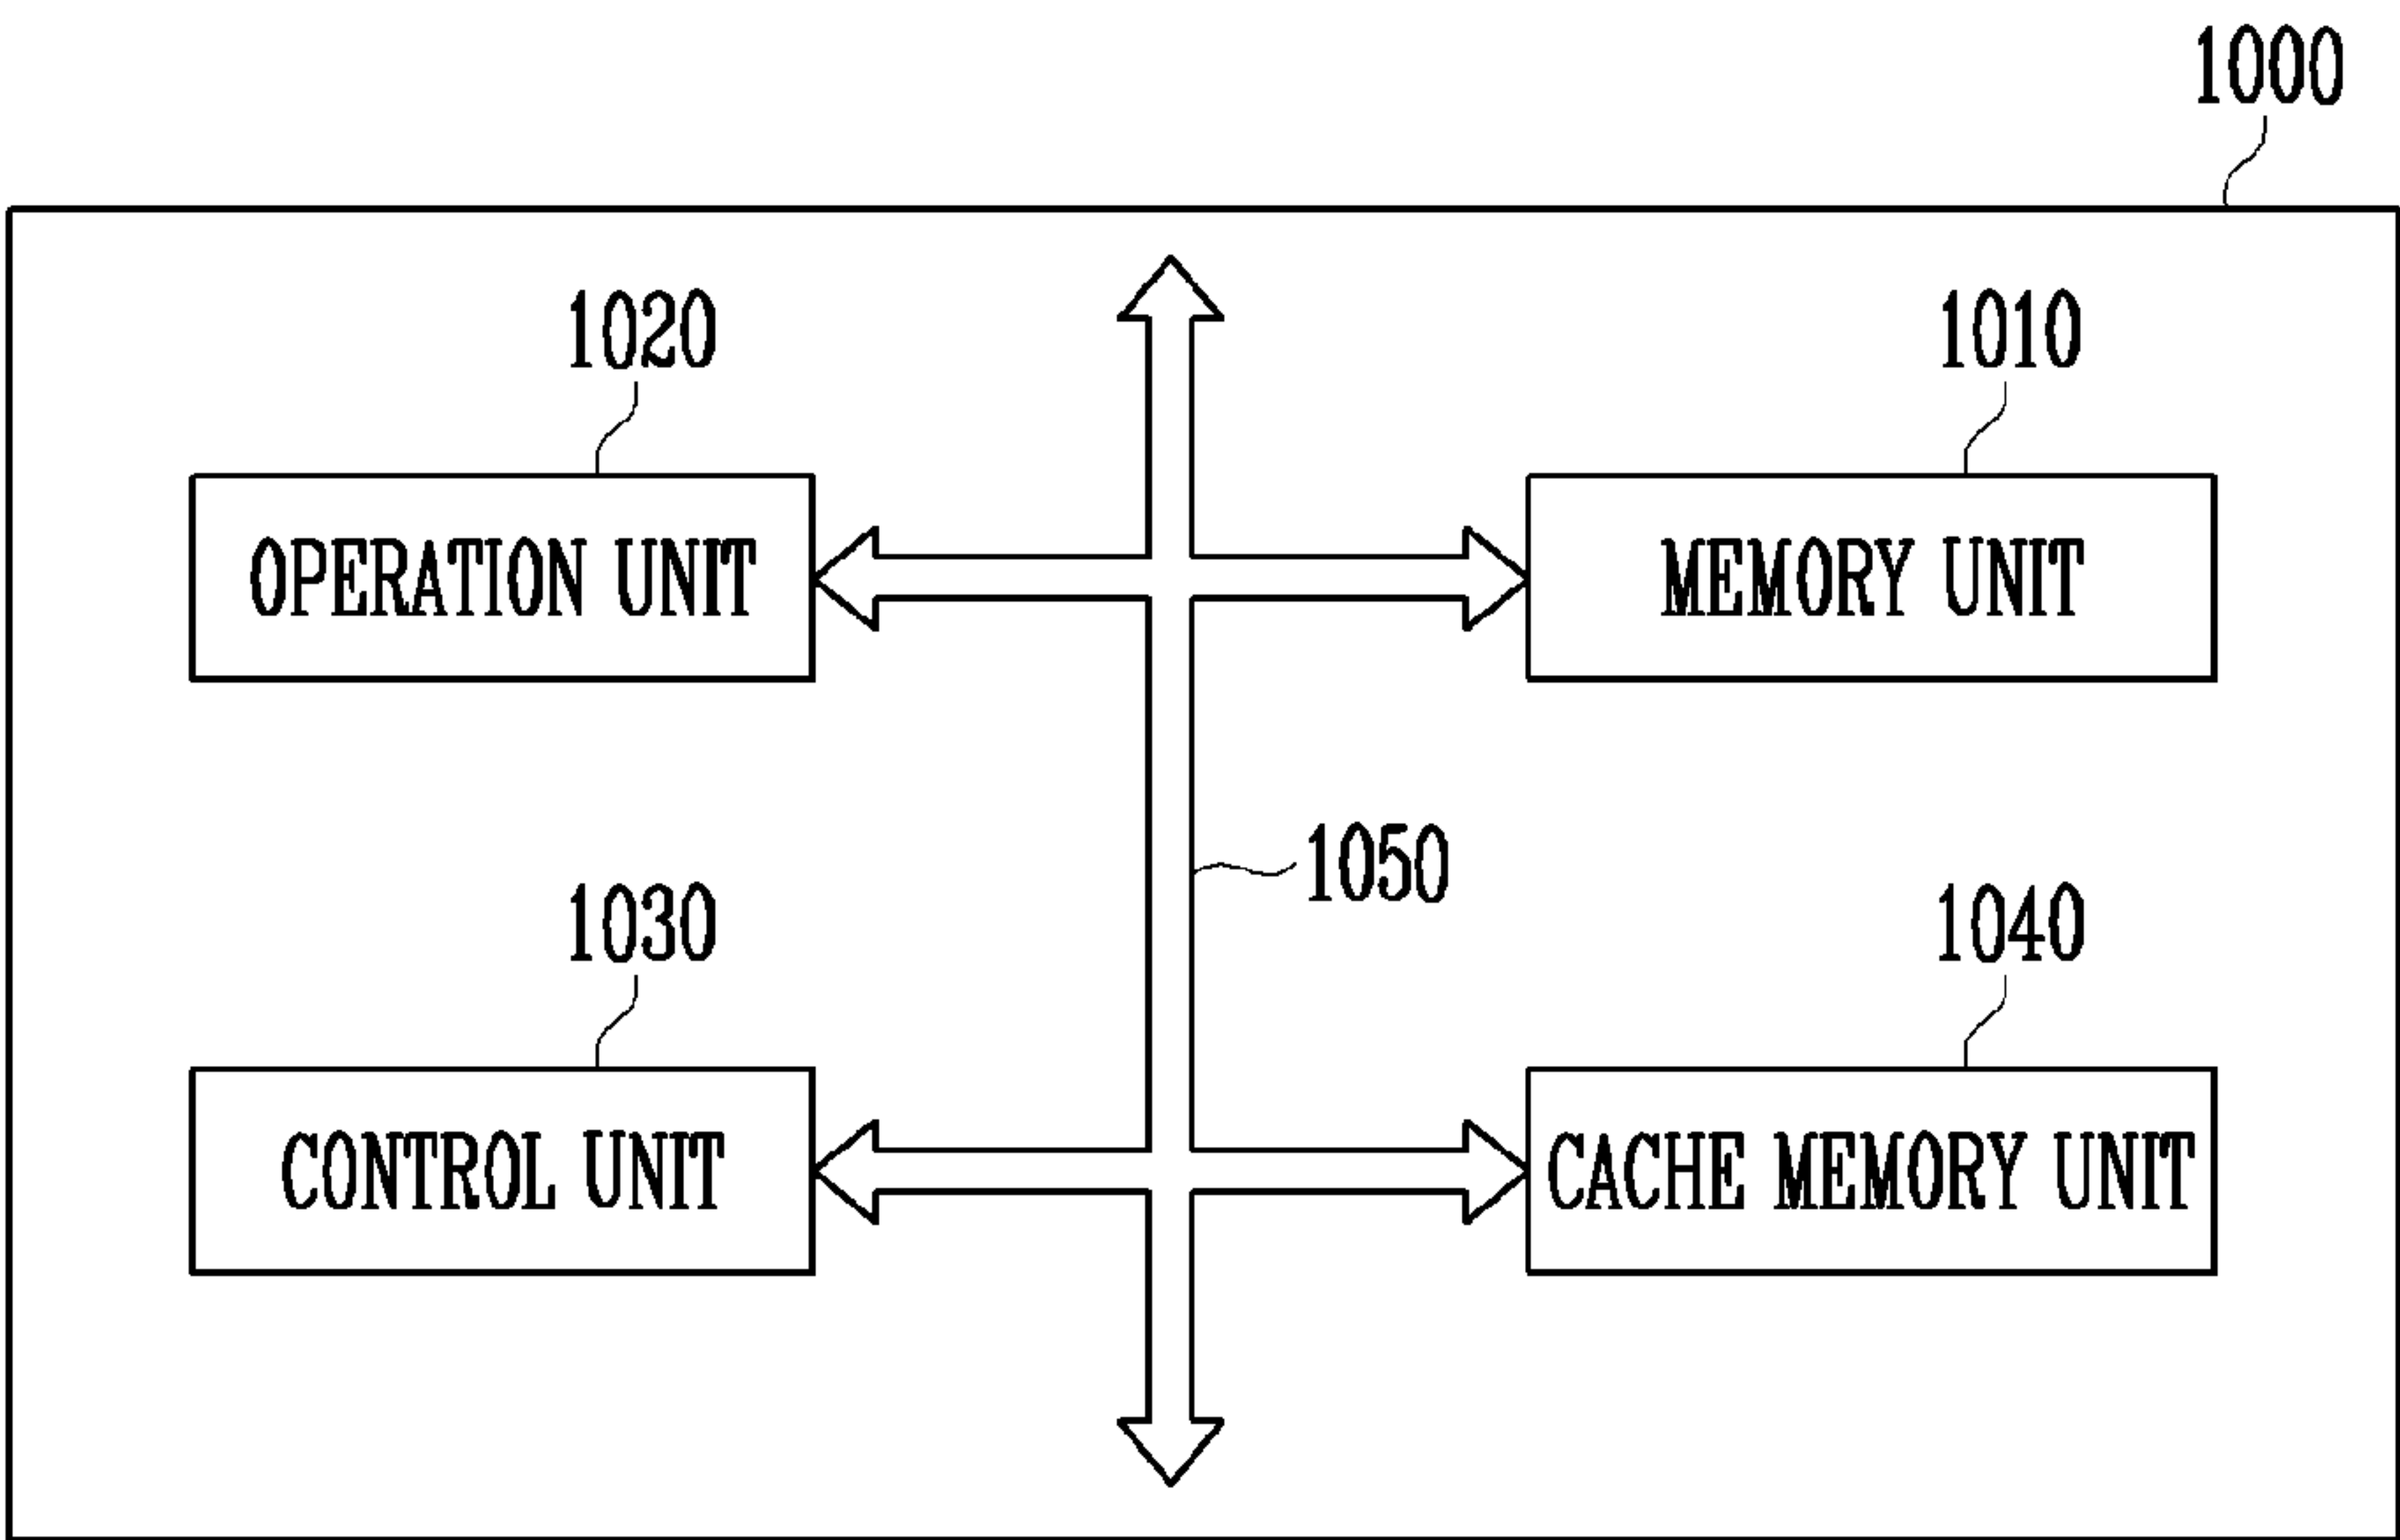 1000
1020
1010
OPERATION UNIT
MEMORY UNIT
1050
1030
1040
CONTROL UNIT
CACHE MEMORY UNIT